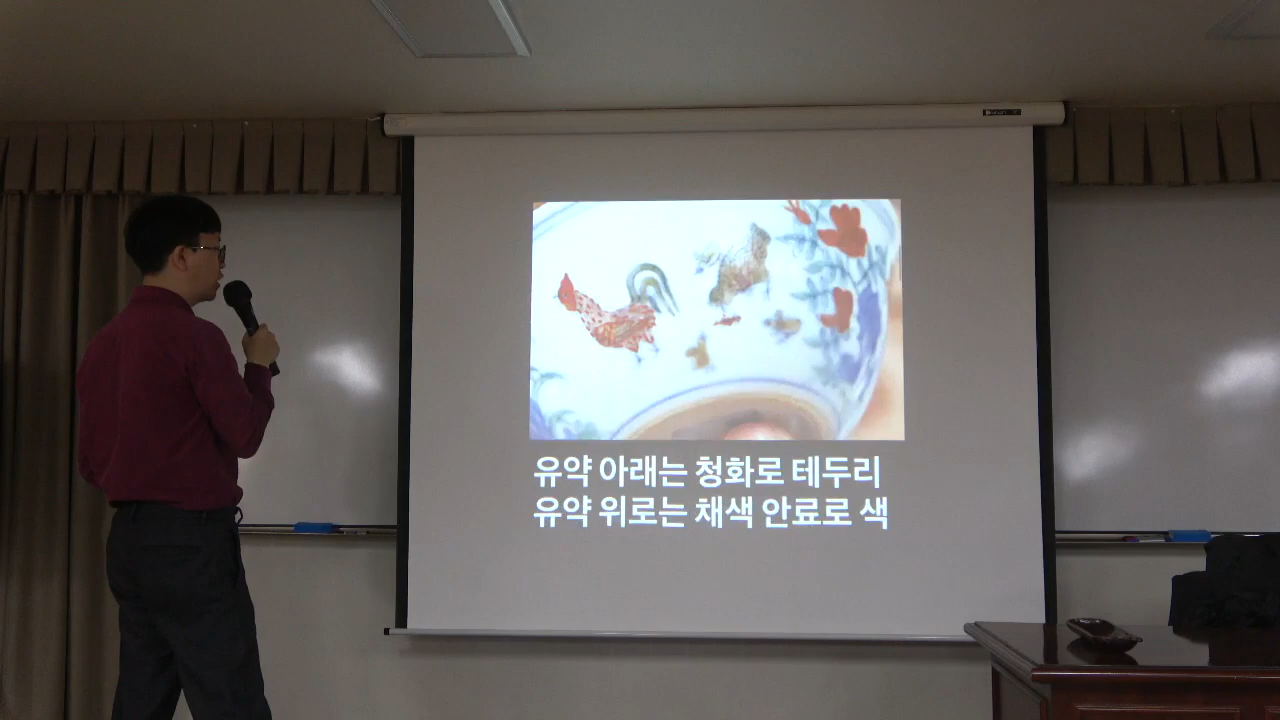 유약 아래는 청화로 테두리
유약 위로는 채색 안료로 색